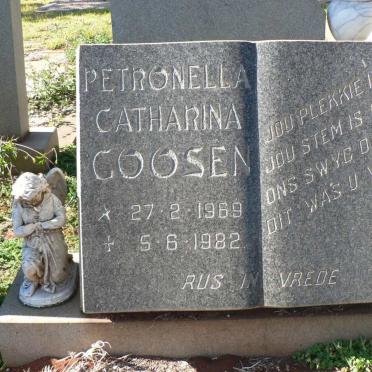 PETRONELLA
CATHARINA
GOOSEN
27-2-1969
5-6-1982
JOU PLEKKIE
JOU STEM IS
ONS SWYG
DIT WAS U
RUS IN VREDE